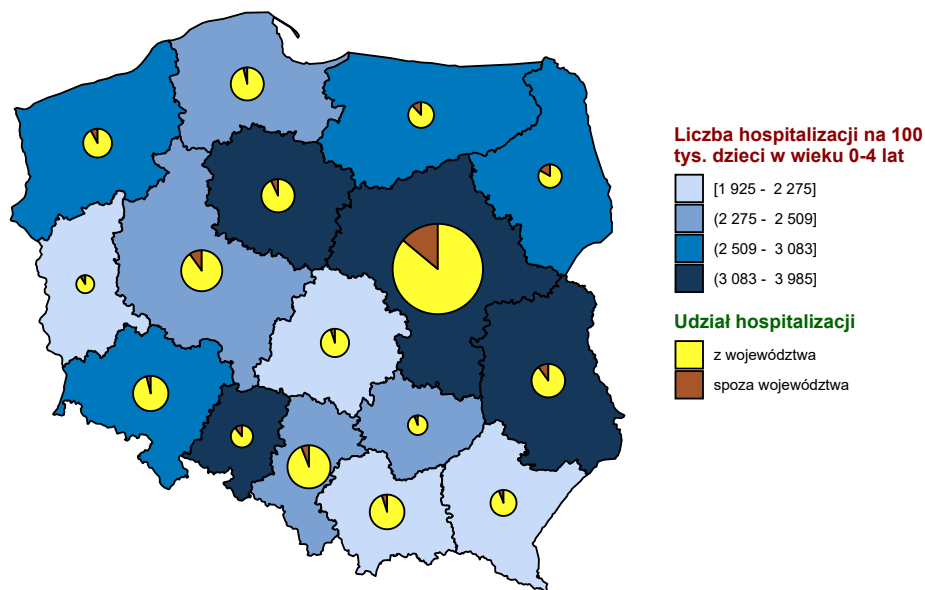 Liczba hospitalizacji na 100
tys. dzieci w wieku 0-4 lat
[1 925 - 2 275]
(2 275 - 2 509]
(2 509 - 3 083]
(3 083 - 3 985]
Udział hospitalizacji
z województwa
spoza województwa